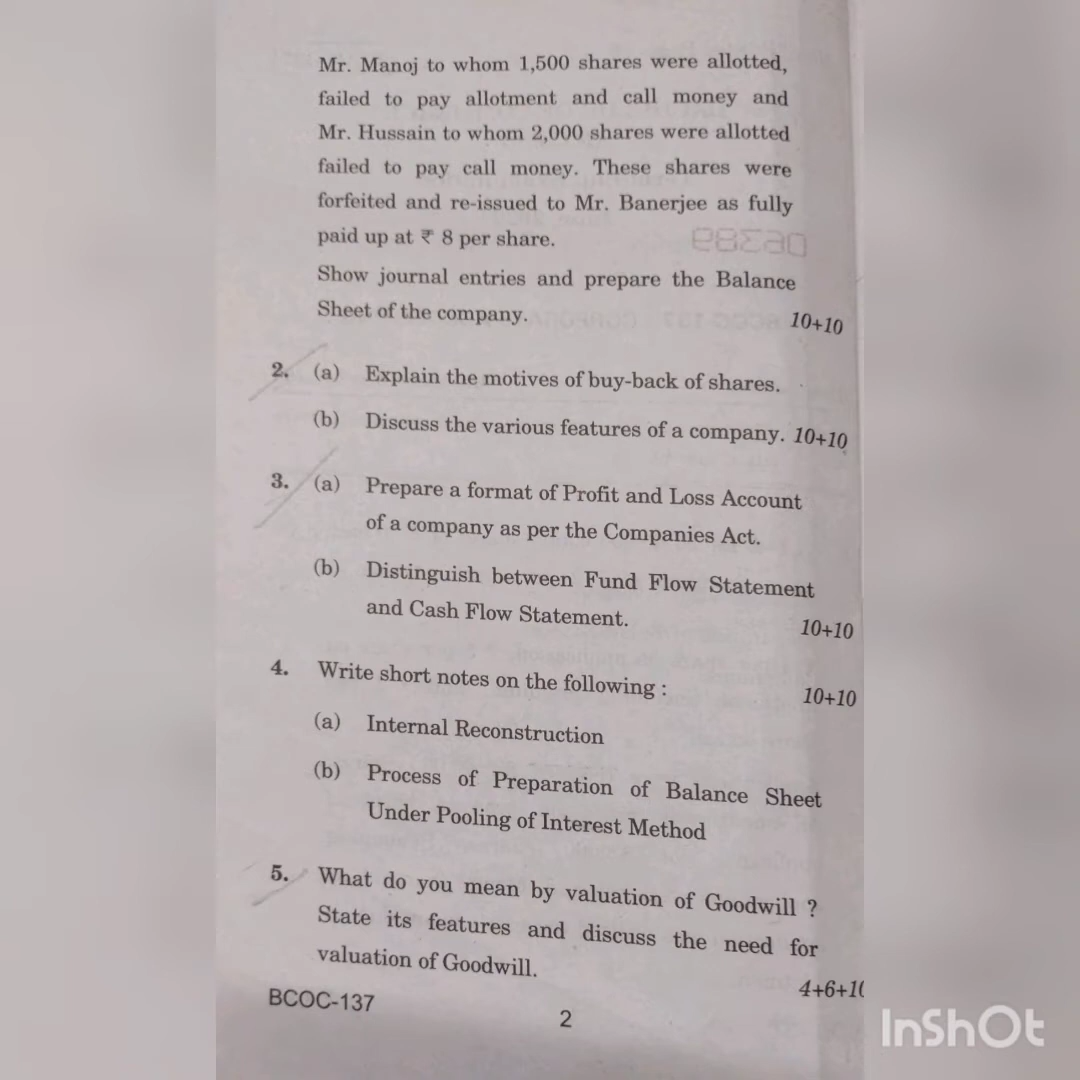 Mr. Manoj to whom 1,500 shares were allotted,
failed to pay allotment and call money and
Mr. Hussain to whom 2,000 shares were allotted
failed to pay call money. These shares were
forfeited and re-issued to Mr. Banerjee as fully
paid up at ₹ 8 per share.
Show journal entries and prepare the Balance
Sheet of the company. 10+10
2. (a) Explain the motives of buy-back of shares.
(b) Discuss the various features of a company. 10+10
3. (a) Prepare a format of Profit and Loss Account
of a company as per the Companies Act.
(b) Distinguish between Fund Flow Statement
and Cash Flow Statement. 10+10
4. Write short notes on the following : 10+10
(a) Internal Reconstruction
(b) Process of Preparation of Balance Sheet
Under Pooling of Interest Method
5. What do you mean by valuation of Goodwill ?
State its features and discuss the need for
valuation of Goodwill. 4+6+10
BCOC-137
2
InShOt